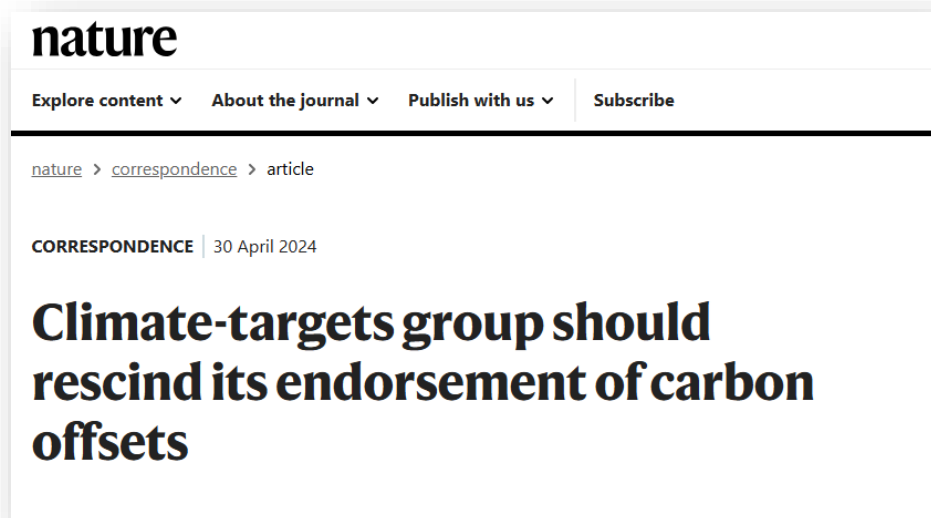 nature
Explore content About the journal Publish with us Subscribe
nature > correspondence > article
CORRESPONDENCE | 30 April 2024
Climate-targets group should
rescind its endorsement of carbon
offsets